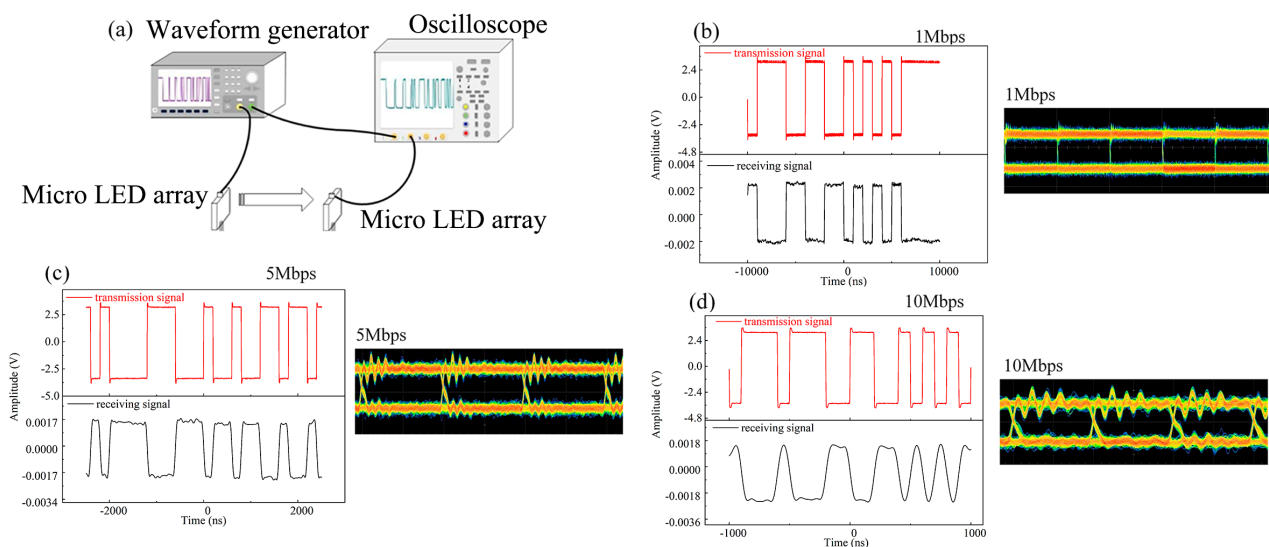 (a)
Waveform generator
Oscilloscope
Micro LED array
Micro LED array
(b)
1Mbps
transmission signal
2.4
0.0
-2.4
-4.8
Amplitude (V)
0.004
receiving signal
0.002
0.000
-0.002
-10000
0
10000
Time (ns)
1Mbps
(c)
5Mbps
transmission signal
2.5
0.0
-2.5
-5.0
Amplitude (V)
receiving signal
0.0017
0.0000
-0.0017
-0.0034
-2000
0
2000
Time (ns)
5Mbps
(d)
10Mbps
transmission signal
2.4
0.0
-2.4
-4.8
Amplitude (V)
receiving signal
0.0018
0.0000
-0.0018
-0.0036
-1000
0
1000
Time (ns)
10Mbps